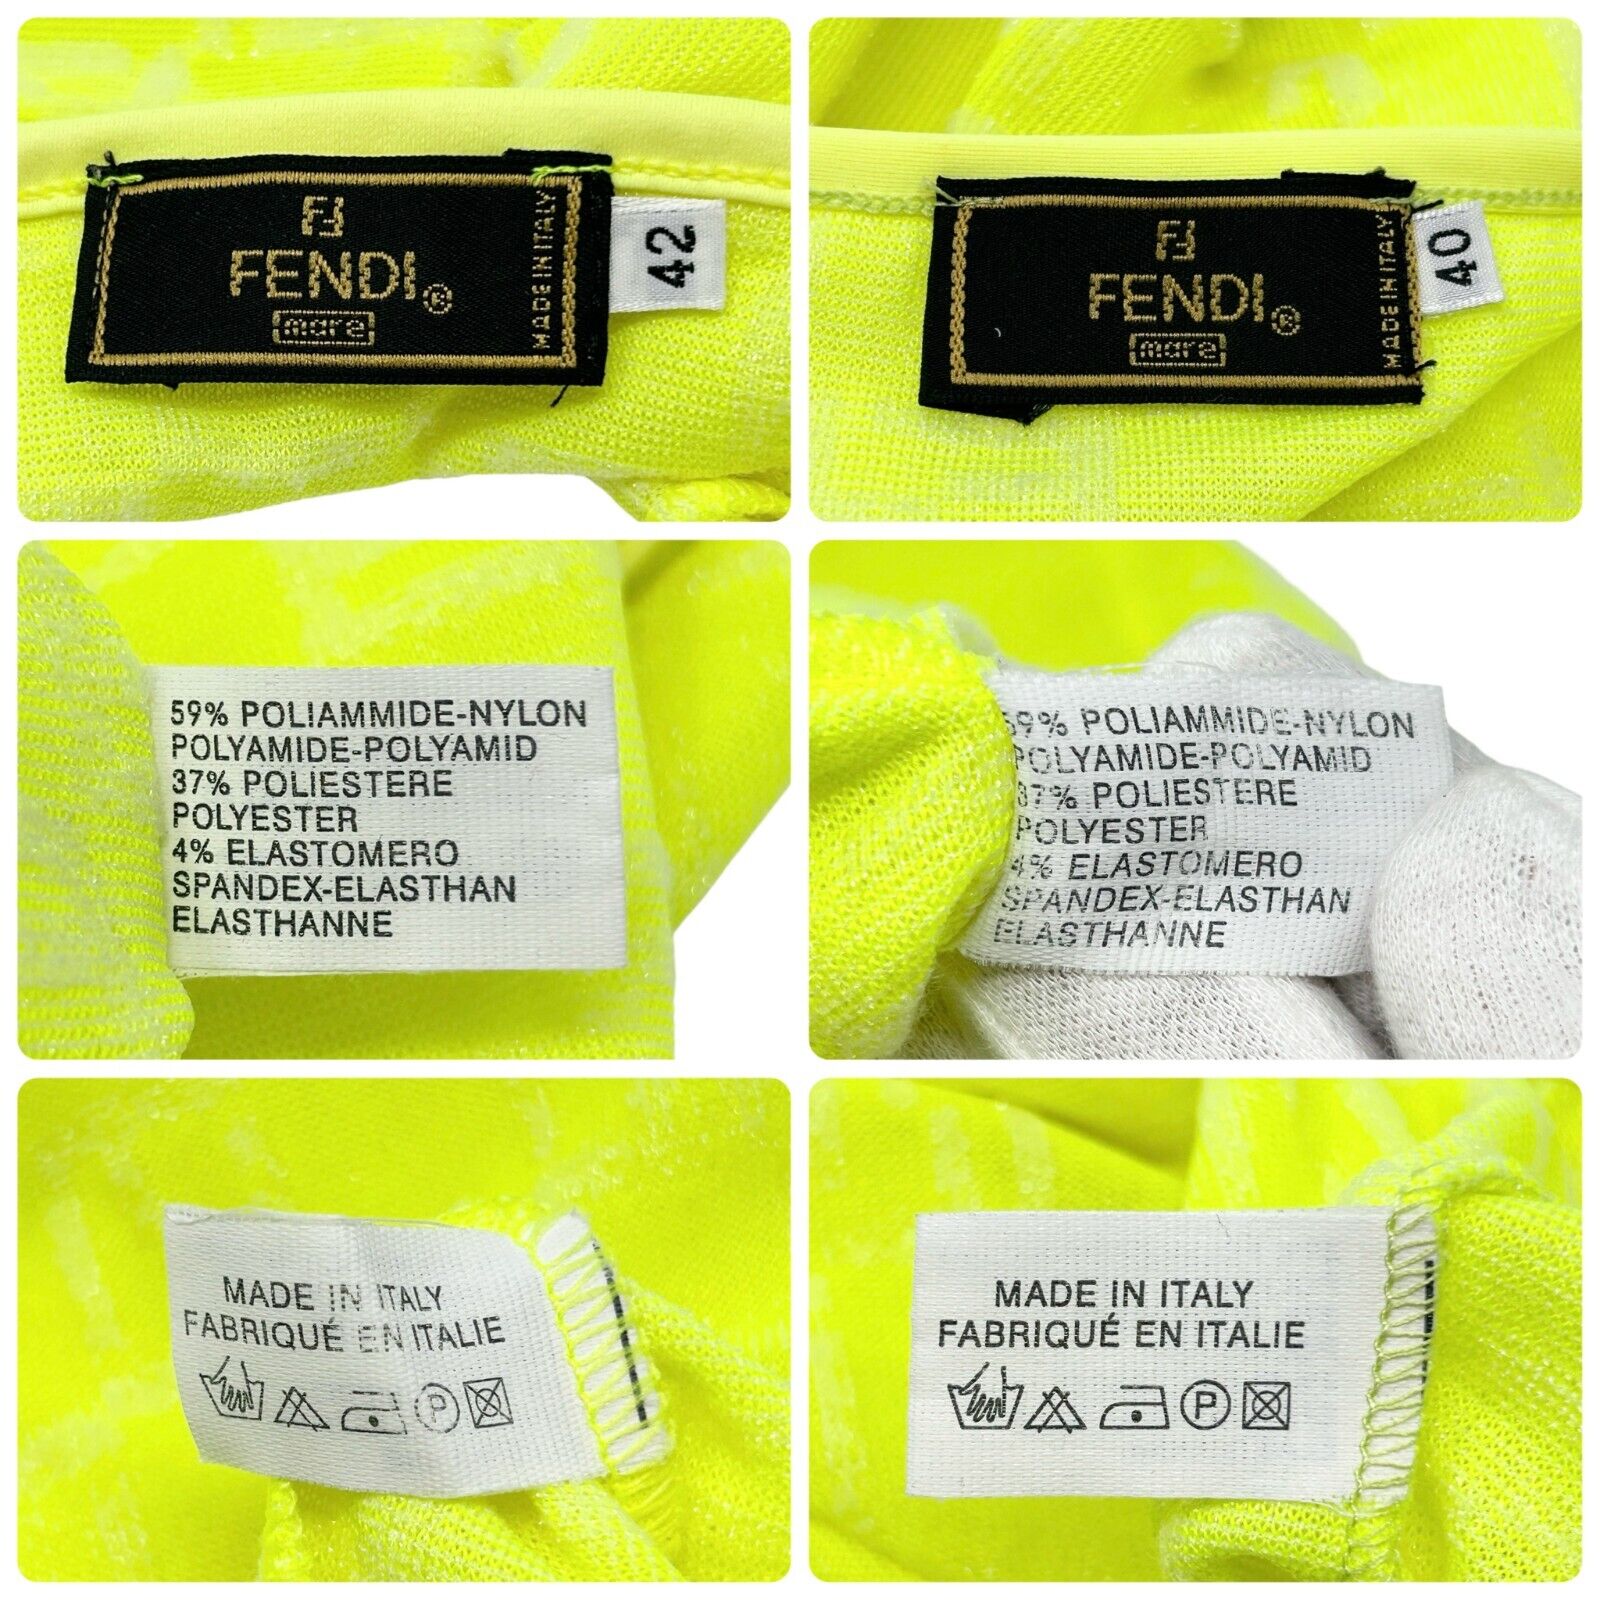 FENDI®
mare
MADE IN ITALY
42
FENDI®
mare
MADE IN ITALY
40
59% POLIAMMIDE-NYLON
POLYAMIDE-POLYAMID
37% POLIESTERE
POLYESTER
4% ELASTOMERO
SPANDEX-ELASTHAN
ELASTHANNE
59% POLIAMMIDE-NYLON
POLYAMIDE-POLYAMID
37% POLIESTERE
POLYESTER
4% ELASTOMERO
SPANDEX-ELASTHAN
ELASTHANNE
MADE IN ITALY
FABRIQUÉ EN ITALIE
P
MADE IN ITALY
FABRIQUÉ EN ITALIE
P